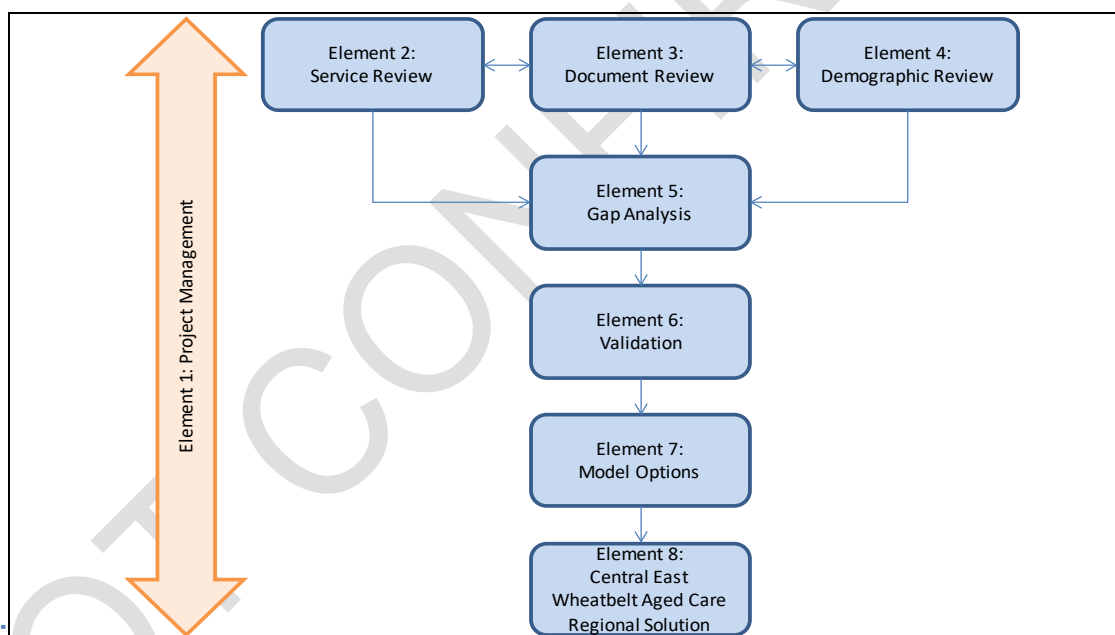 Element 1: Project Management
Element 2:
Service Review
Element 3:
Document Review
Element 4:
Demographic Review
Element 5:
Gap Analysis
Element 6:
Validation
Element 7:
Model Options
Element 8:
Central East
Wheatbelt Aged Care
Regional Solution